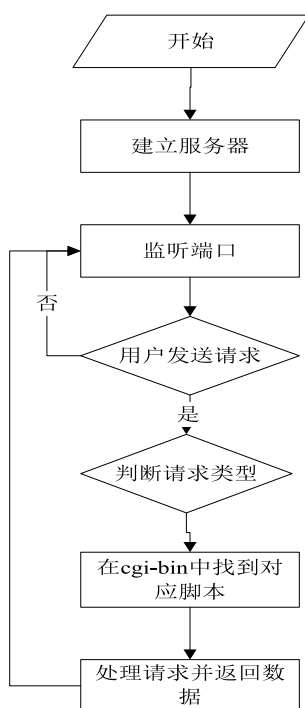 开始
建立服务器
监听端口
否
用户发送请求
是
判断请求类型
在cgi-bin中找到对
应脚本
处理请求并返回数
据